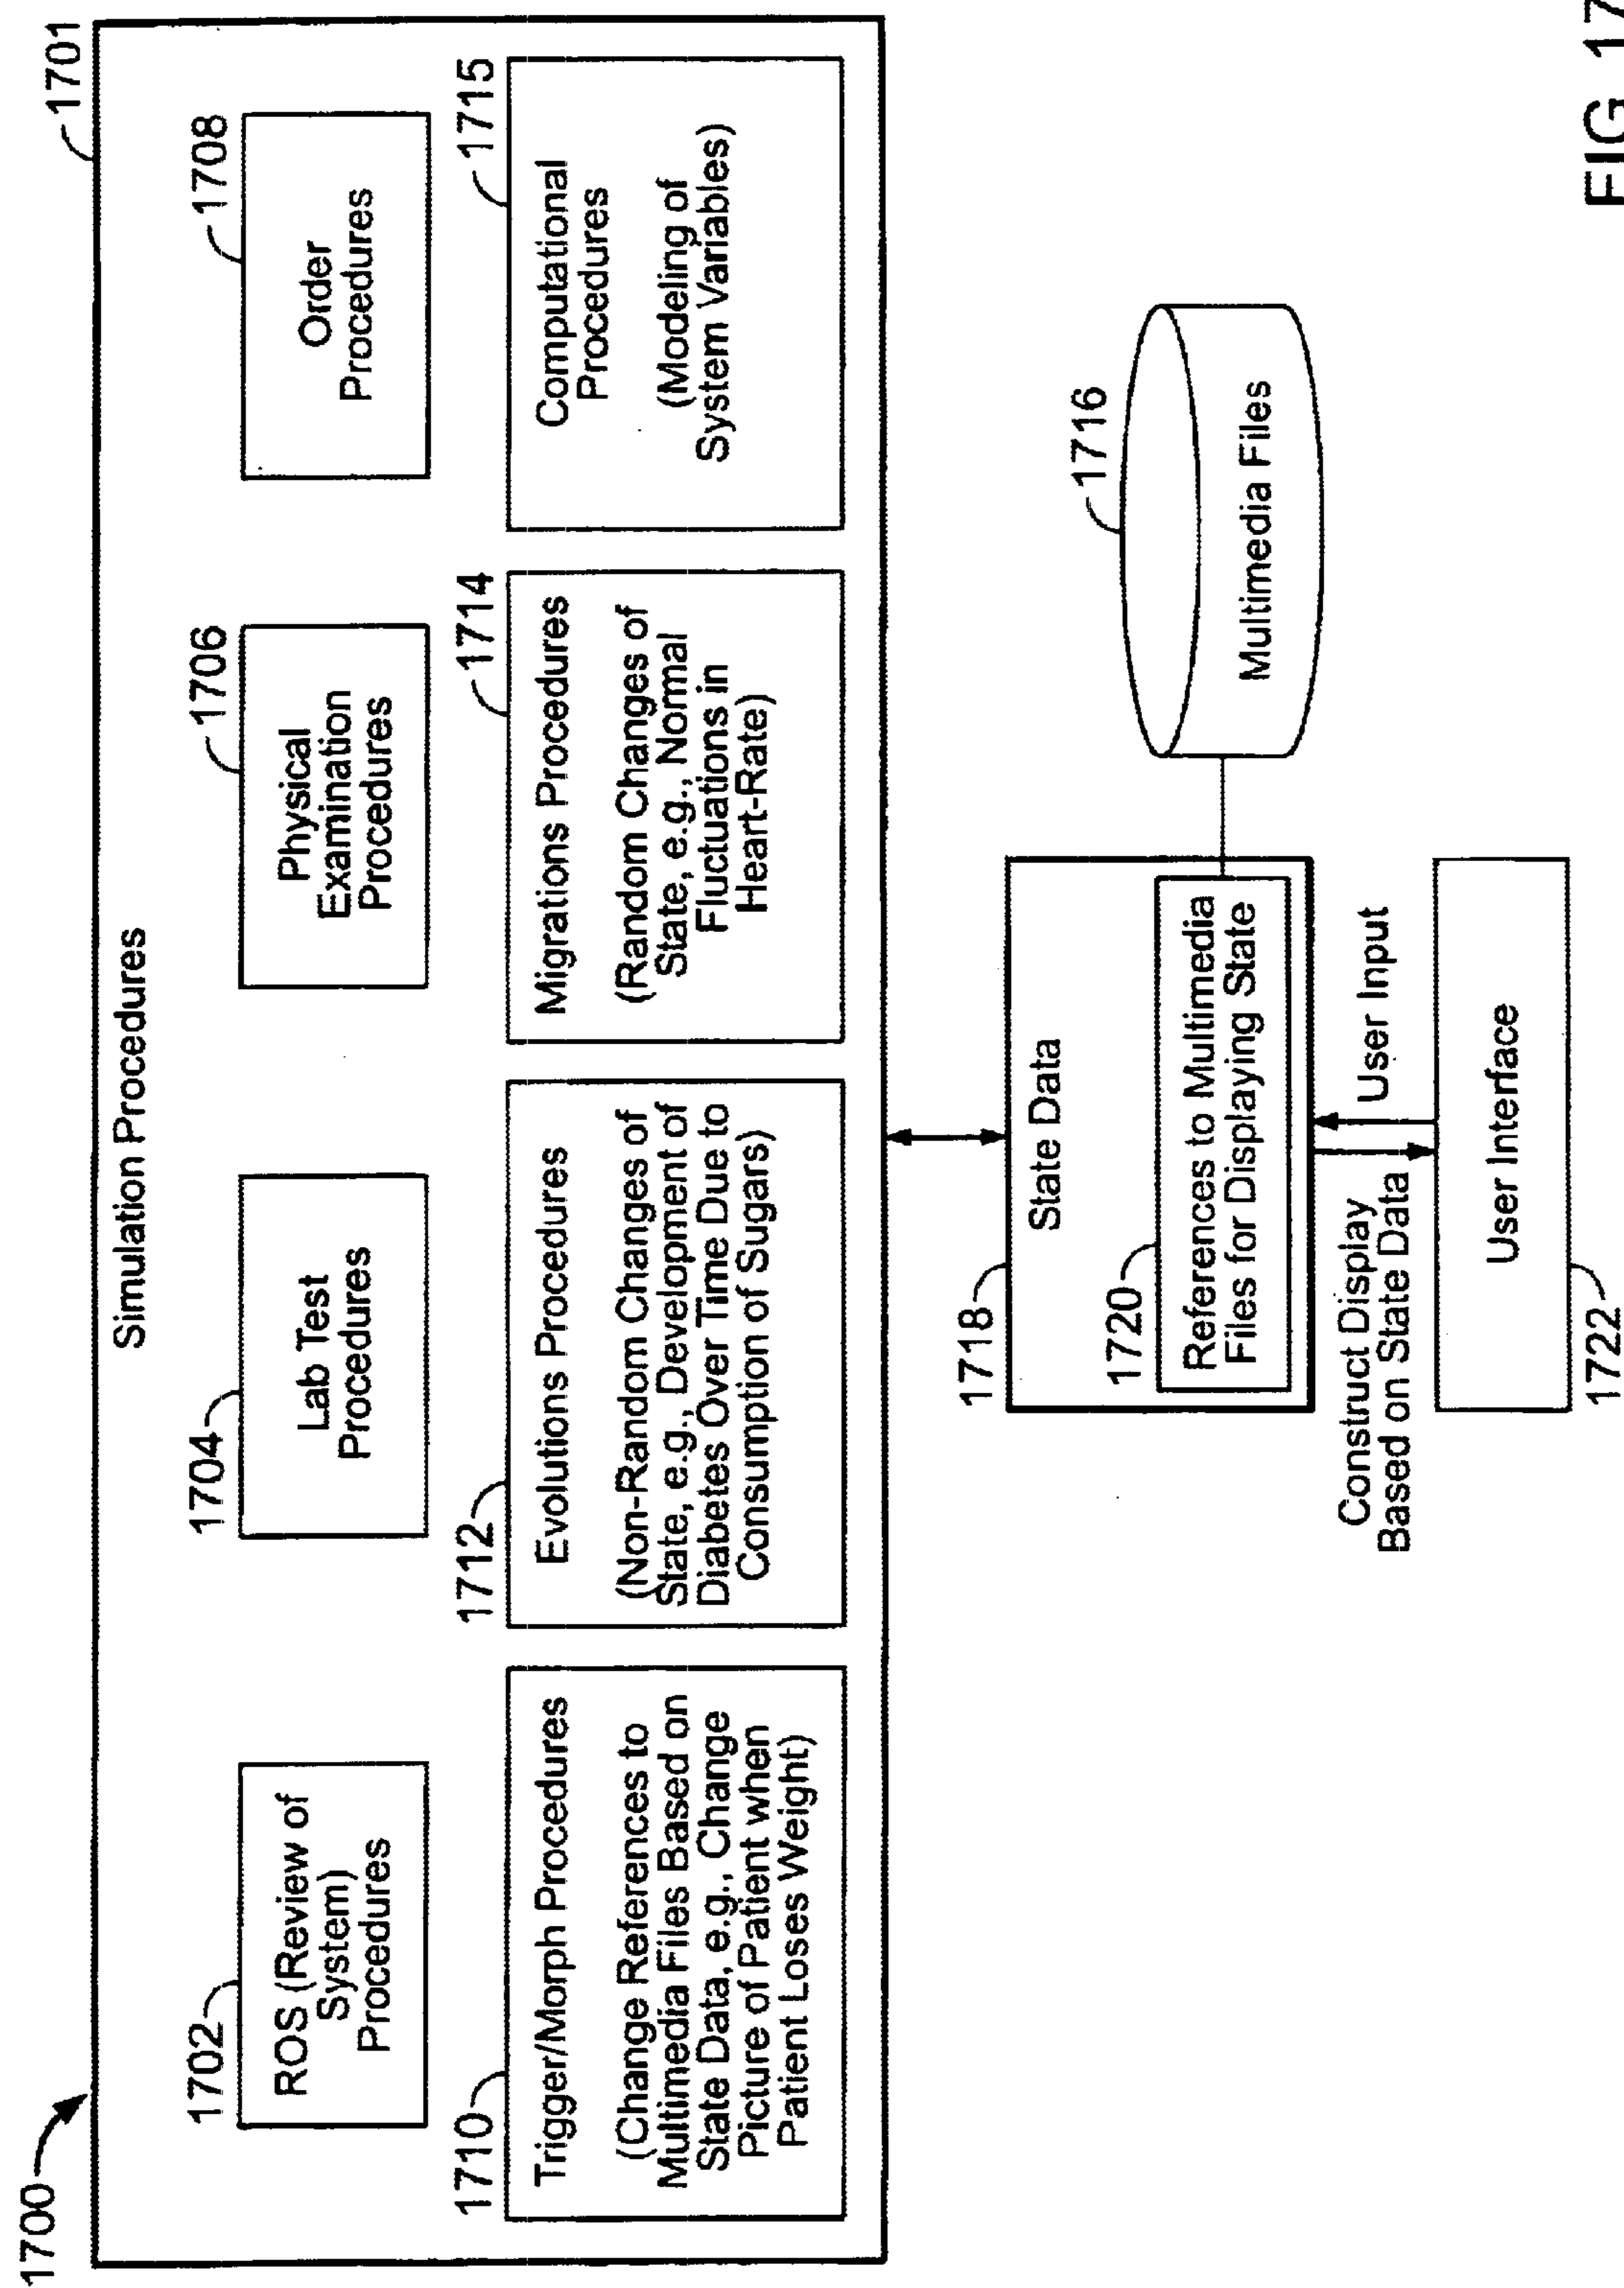 1700
1701
Simulation Procedures
1702
ROS (Review of
System)
Procedures
1704
Lab Test
Procedures
1706
Physical
Examination
Procedures
1708
Order
Procedures
1710
Trigger/Morph Procedures
(Change References to
Multimedia Files Based on
State Data, e.g., Change
Picture of Patient when
Patient Loses Weight)
1712
Evolutions Procedures
(Non-Random Changes of
State, e.g., Development of
Diabetes Over Time Due to
Consumption of Sugars)
1714
Migrations Procedures
(Random Changes of
State, e.g., Normal
Fluctuations in
Heart-Rate)
1715
Computational
Procedures
(Modeling of
System Variables)
1718
State Data
1720
References to Multimedia
Files for Displaying State
1716
Multimedia Files
Construct Display
Based on State Data
User Input
User Interface
1722
FIG 17